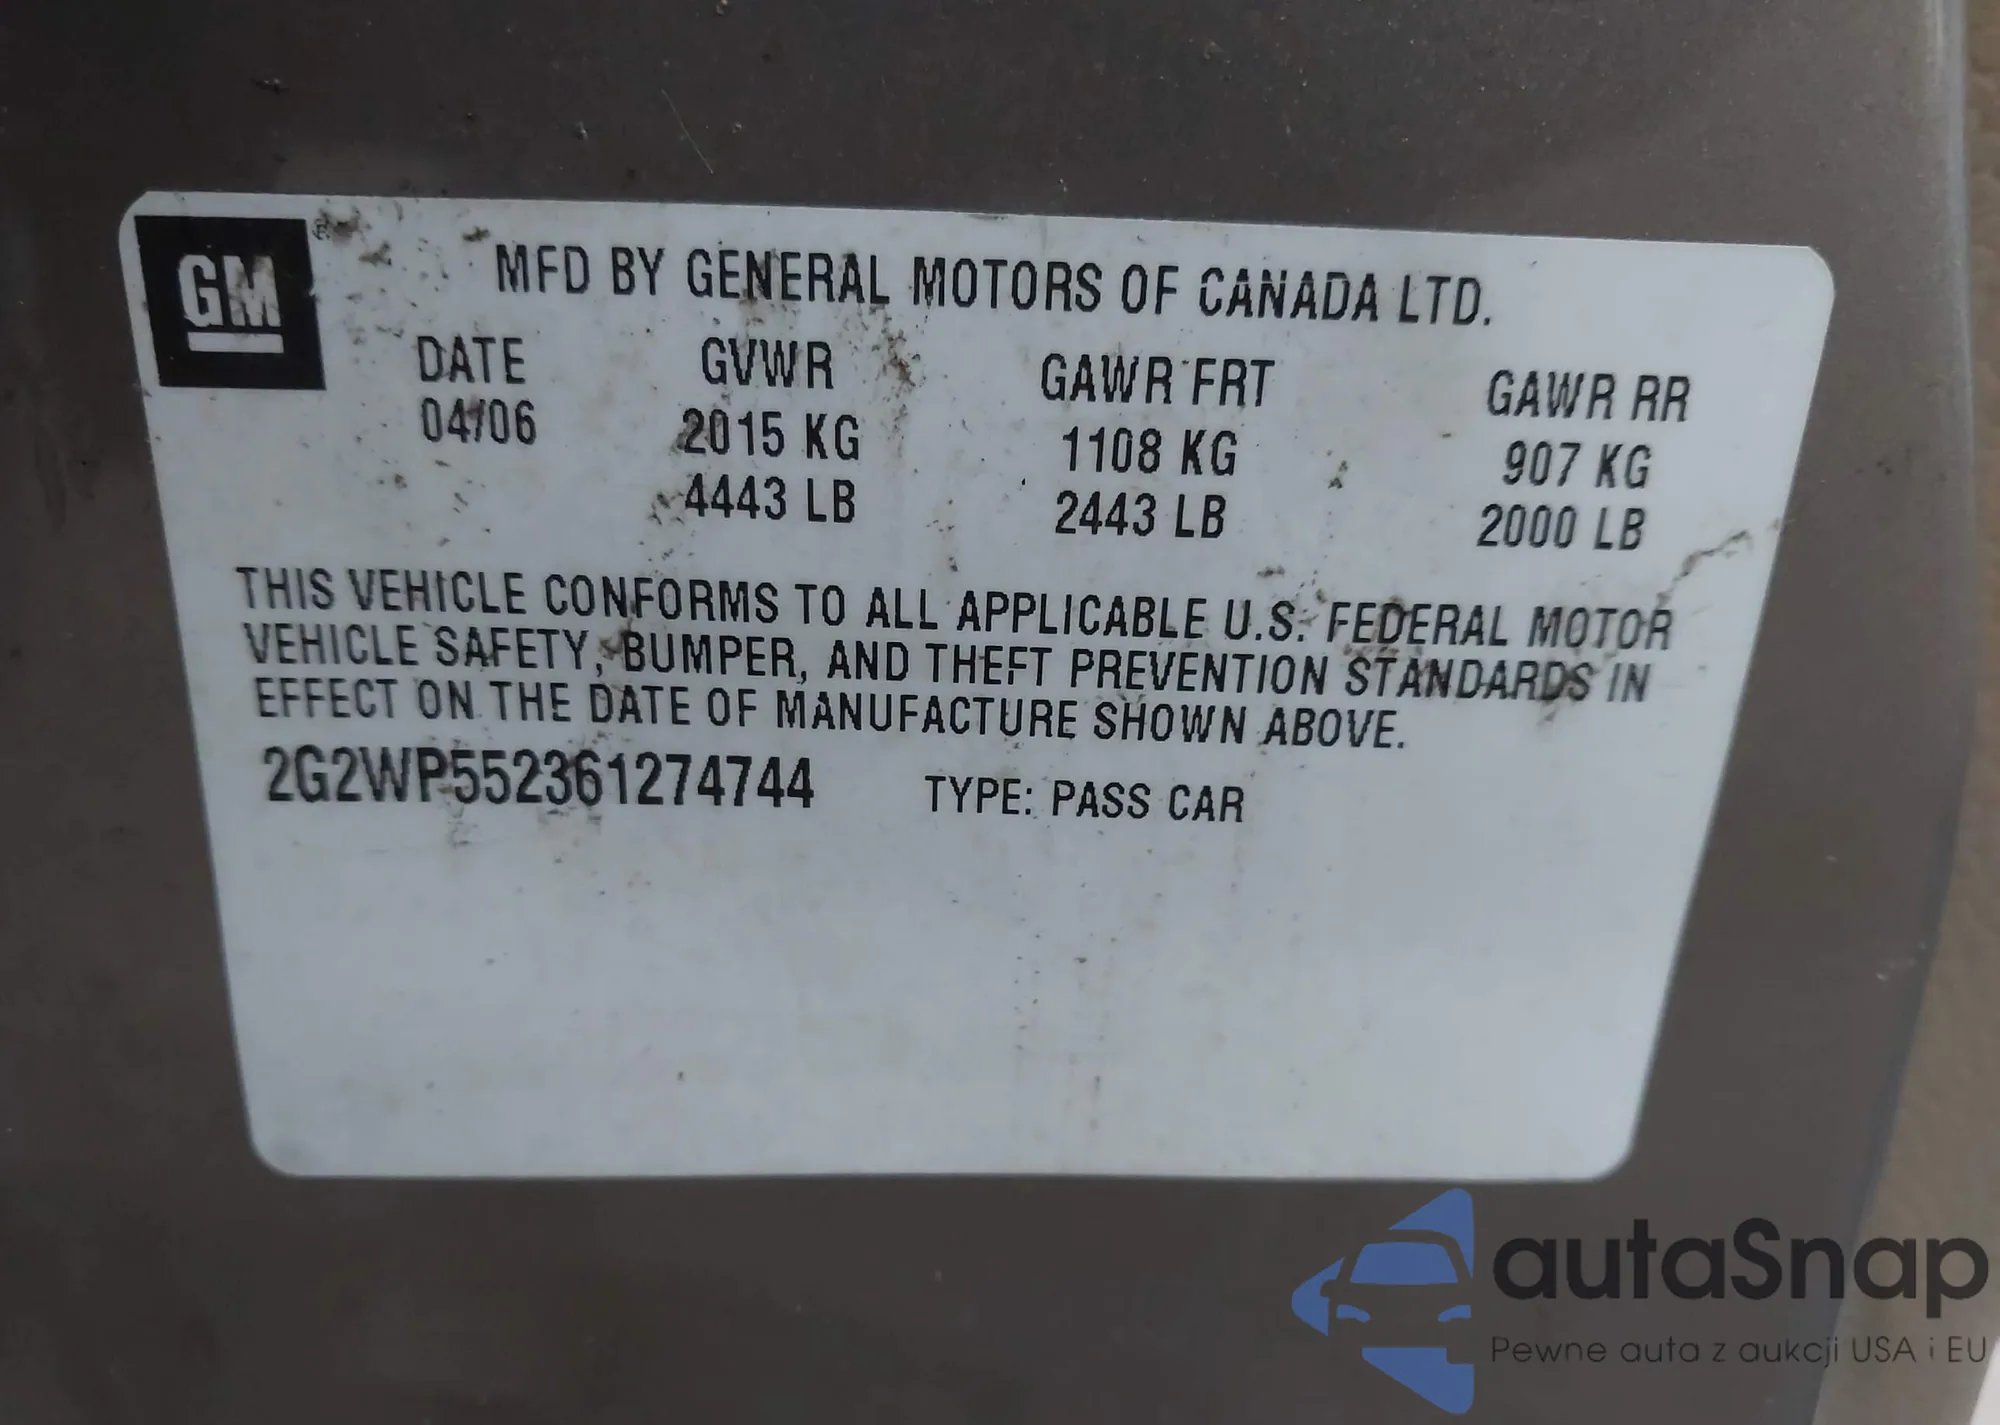 GM
MFD BY GENERAL MOTORS OF CANADA LTD.
DATE GVWR GAWR FRT GAWR RR
04/06 2015 KG 1108 KG 907 KG
4443 LB 2443 LB 2000 LB
THIS VEHICLE CONFORMS TO ALL APPLICABLE U.S. FEDERAL MOTOR
VEHICLE SAFETY, BUMPER, AND THEFT PREVENTION STANDARDS IN
EFFECT ON THE DATE OF MANUFACTURE SHOWN ABOVE.
2G2WP552361274744 TYPE: PASS CAR
autaSnap
Pewne auta z aukcji USA i EU